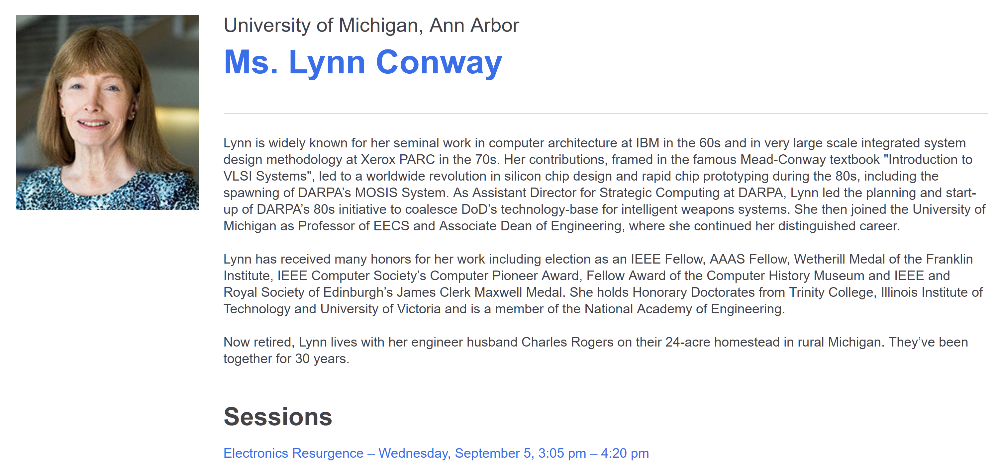 University of Michigan, Ann Arbor
Ms. Lynn Conway
Lynn is widely known for her seminal work in computer architecture at IBM in the 60s and in very large scale integrated system
design methodology at Xerox PARC in the 70s. Her contributions, framed in the famous Mead-Conway textbook "Introduction to
VLSI Systems", led to a worldwide revolution in silicon chip design and rapid chip prototyping during the 80s, including the
spawning of DARPA’s MOSIS System. As Assistant Director for Strategic Computing at DARPA, Lynn led the planning and start-
up of DARPA’s 80s initiative to coalesce DoD’s technology-base for intelligent weapons systems. She then joined the University of
Michigan as Professor of EECS and Associate Dean of Engineering, where she continued her distinguished career.
Lynn has received many honors for her work including election as an IEEE Fellow, AAAS Fellow, Wetherill Medal of the Franklin
Institute, IEEE Computer Society’s Computer Pioneer Award, Fellow Award of the Computer History Museum and IEEE and
Royal Society of Edinburgh’s James Clerk Maxwell Medal. She holds Honorary Doctorates from Trinity College, Illinois Institute of
Technology and University of Victoria and is a member of the National Academy of Engineering.
Now retired, Lynn lives with her engineer husband Charles Rogers on their 24-acre homestead in rural Michigan. They’ve been
together for 30 years.
Sessions
Electronics Resurgence – Wednesday, September 5, 3:05 pm – 4:20 pm